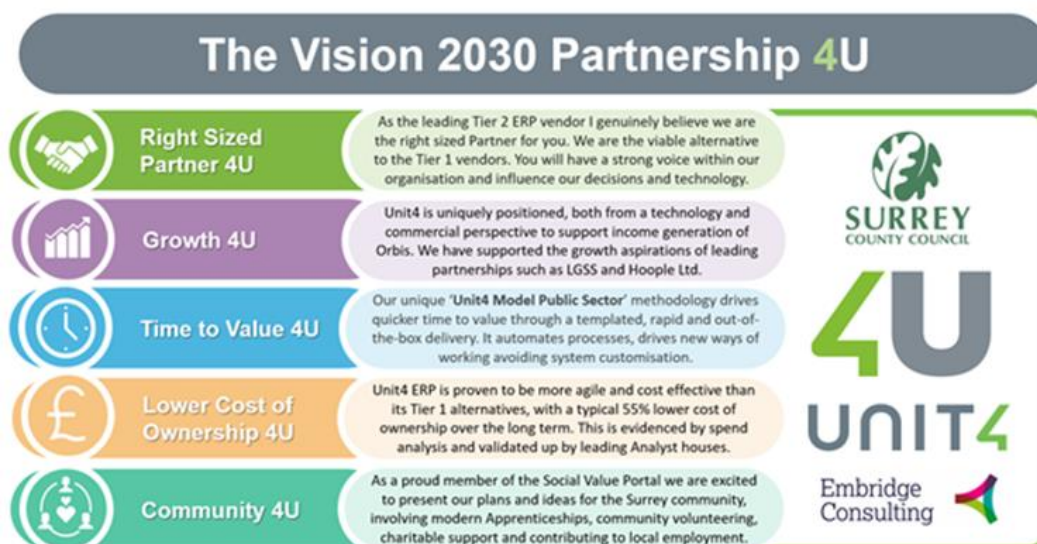 The Vision 2030 Partnership 4U
Right Sized
Partner 4U
As the leading Tier 2 ERP vendor I genuinely believe we are
the right sized Partner for you. We are the viable alternative
to the Tier 1 vendors. You will have a strong voice within our
organisation and influence our decisions and technology.
Growth 4U
Unit4 is uniquely positioned, both from a technology and
commercial perspective to support income generation of
Orbis. We have supported the growth aspirations of leading
partnerships such as LGSS and Hoople Ltd.
Time to Value 4U
Our unique 'Unit4 Model Public Sector' methodology drives
quicker time to value through a templated, rapid and out-of-
the-box delivery. It automates processes, drives new ways of
working avoiding system customisation.
£
Lower Cost of
Ownership 4U
Unit4 ERP is proven to be more agile and cost effective than
its Tier 1 alternatives, with a typical 55% lower cost of
ownership over the long term. This is evidenced by spend
analysis and validated up by leading Analyst houses.
Community 4U
As a proud member of the Social Value Portal we are excited
to present our plans and ideas for the Surrey community,
involving modern Apprenticeships, community volunteering,
charitable support and contributing to local employment.
SURREY
COUNTY COUNCIL
4U
UNIT4
Embridge
Consulting